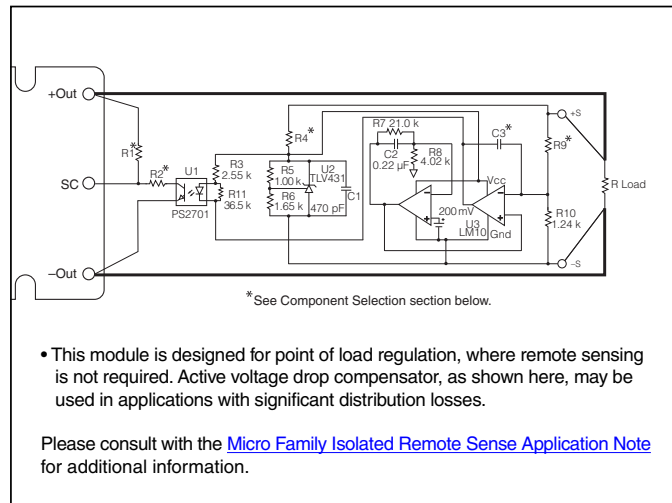 +Out
SC
–Out
R1*
R2*
U1
PS2701
R3
2.55 k
R11
36.5 k
R4*
R5
1.00 k
R6
1.65 k
U2
TLV431
470 pF
C1
R7 21.0 k
C2
0.22 µF
R8
4.02 k
C3*
Vcc
200 mV
U3
LM10
Gnd
+S
R9*
R10
1.24 k
–S
R Load
*See Component Selection section below.
• This module is designed for point of load regulation, where remote sensing
is not required. Active voltage drop compensator, as shown here, may be
used in applications with significant distribution losses.
Please consult with the Micro Family Isolated Remote Sense Application Note
for additional information.